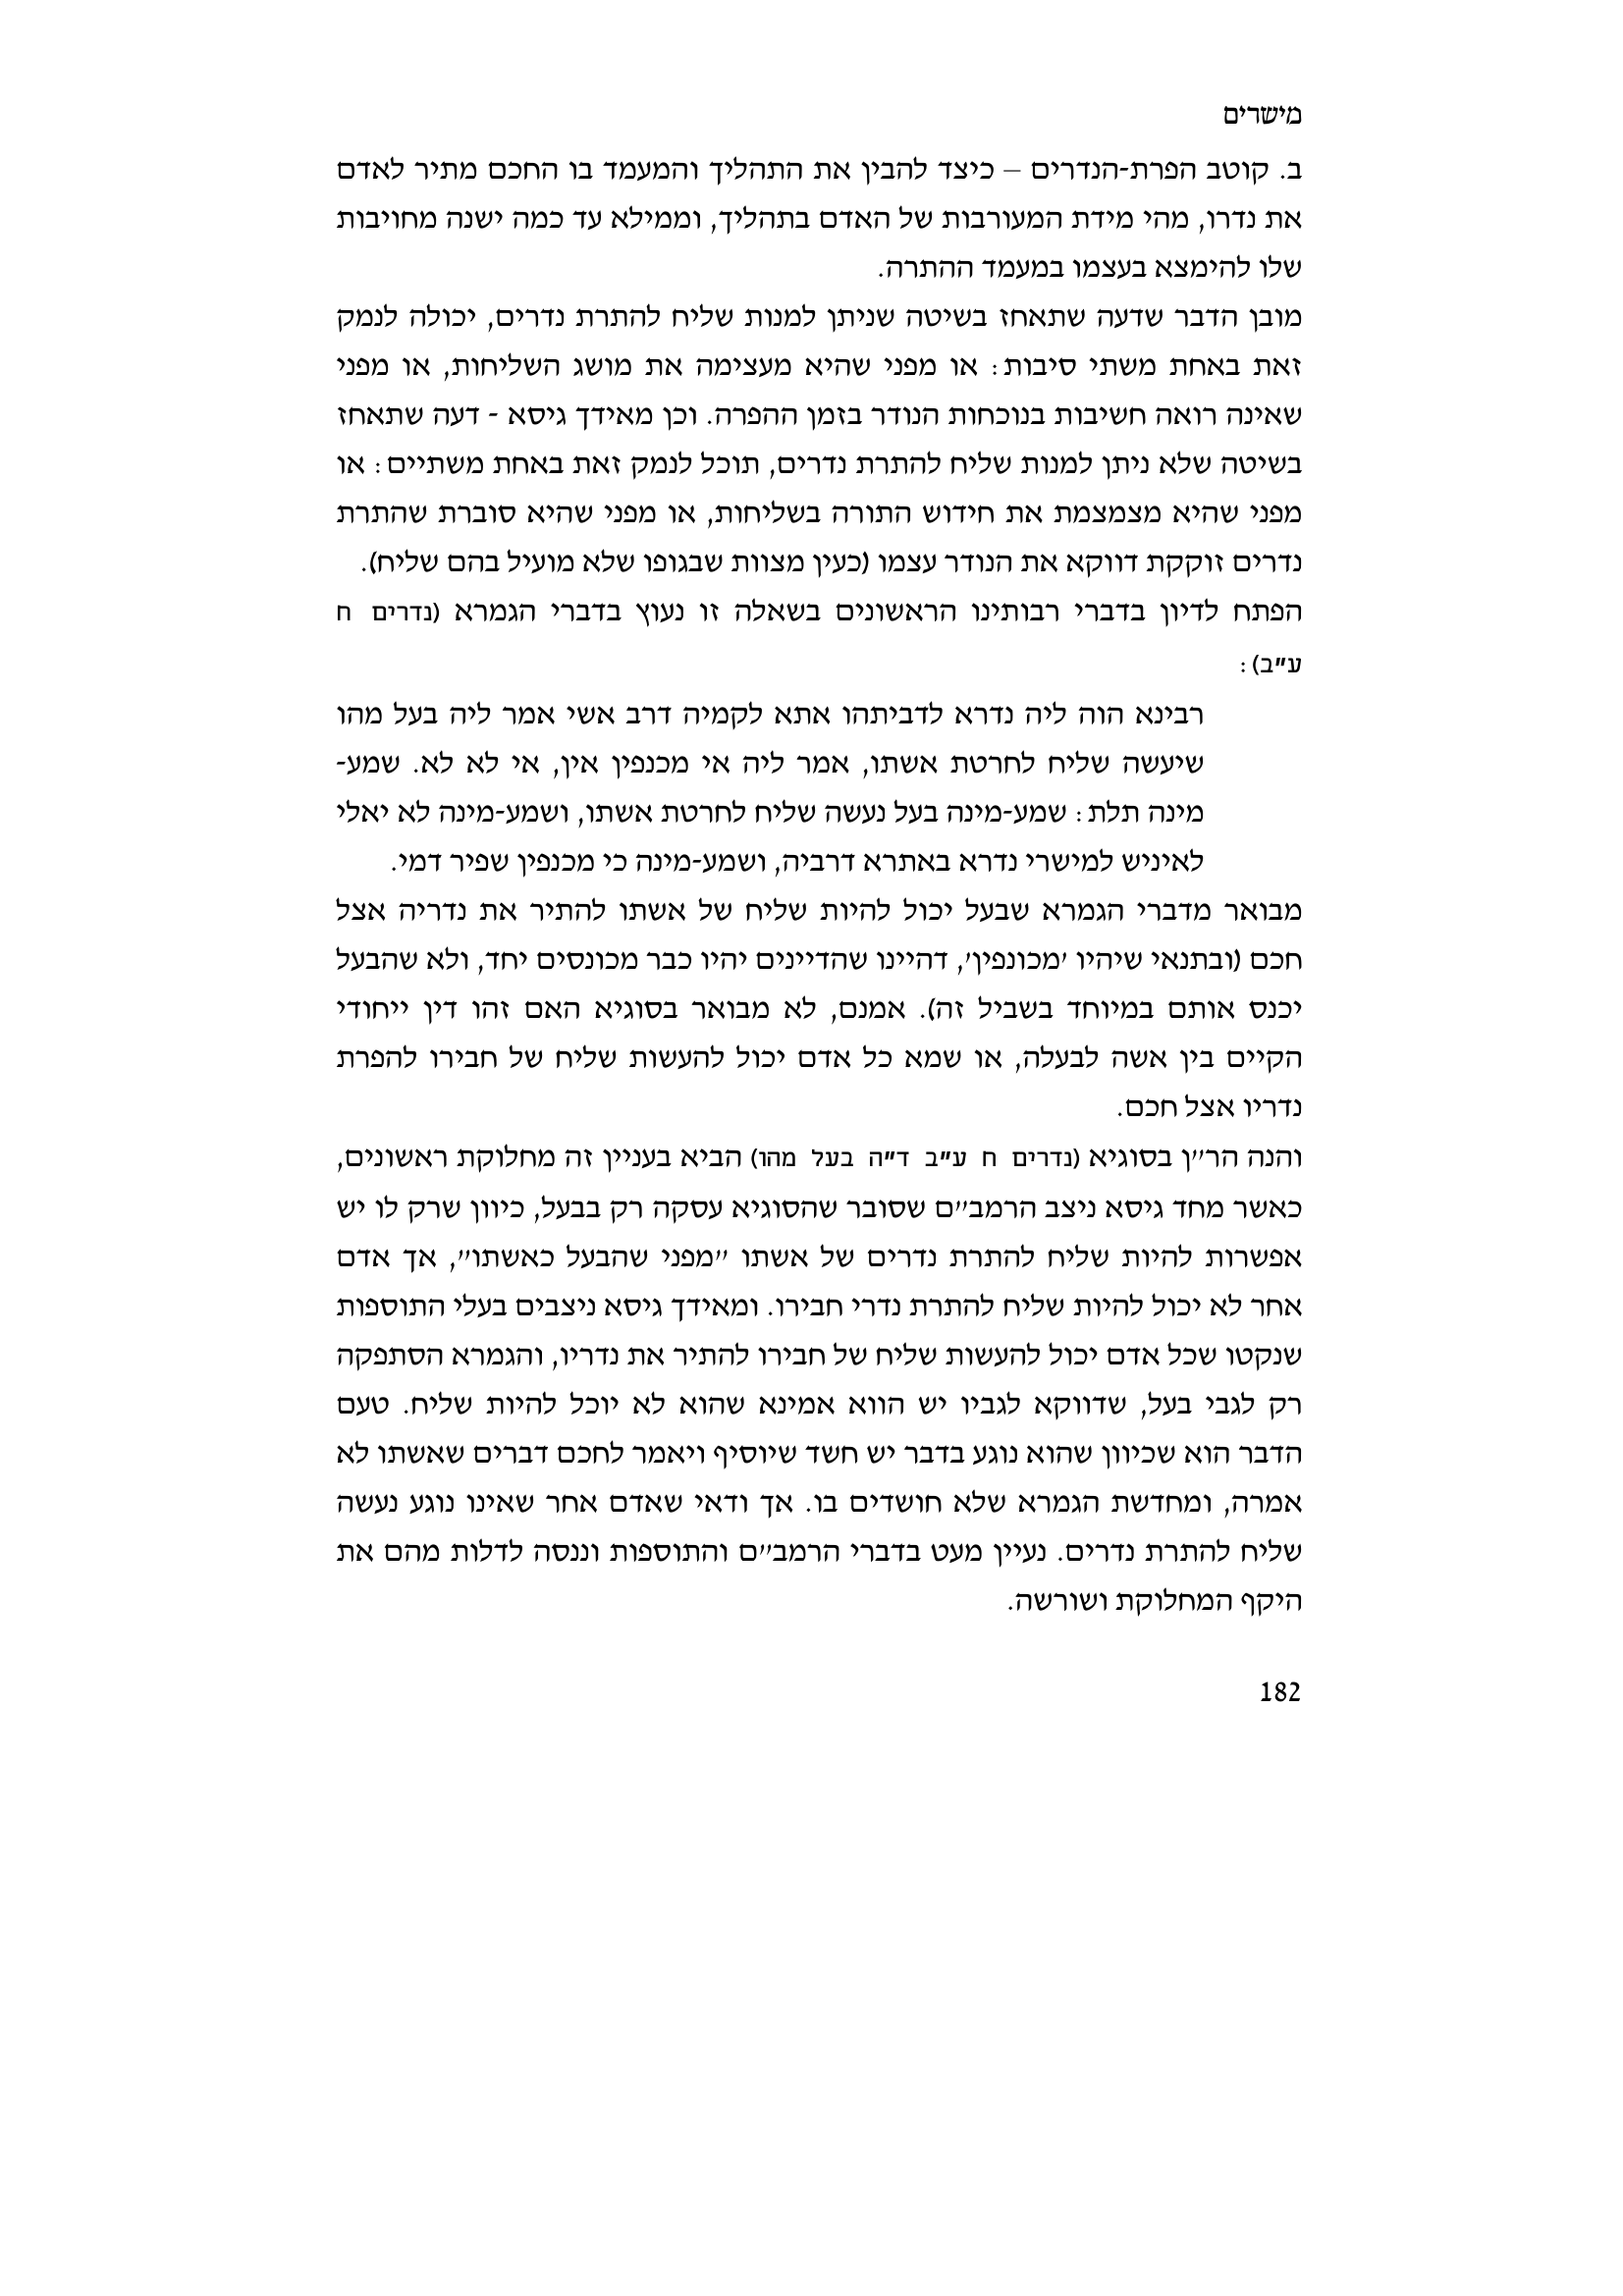 מישרים
ב. קוטב הפרת-הנדרים – כיצד להבין את התהליך והמעמד בו החכם מתיר לאדם
את נדרו, מהי מידת המעורבות של האדם בתהליך, וממילא עד כמה ישנה מחויבות
שלו להימצא בעצמו במעמד ההתרה.
מובן הדבר שדעה שתאחז בשיטה שניתן למנות שליח להתרת נדרים, יכולה לנמק
זאת באחת משתי סיבות: או מפני שהיא מעצימה את מושג השליחות, או מפני
שאינה רואה חשיבות בנוכחות הנודר בזמן ההפרה. וכן מאידך גיסא - דעה שתאחז
בשיטה שלא ניתן למנות שליח להתרת נדרים, תוכל לנמק זאת באחת משתיים: או
מפני שהיא מצמצמת את חידוש התורה בשליחות, או מפני שהיא סוברת שהתרת
נדרים זוקקת דווקא את הנודר עצמו (כעין מצוות שבגופו שלא מועיל בהם שליח).
הפתח לדיון בדברי רבותינו הראשונים בשאלה זו נעוץ בדברי הגמרא (נדרים ח
ע"ב):
רבינא הוה ליה נדרא לדביתהו אתא לקמיה דרב אשי אמר ליה בעל מהו
שיעשה שליח לחרטת אשתו, אמר ליה אי מכנפין אין, אי לא לא. שמע-
מינה תלת: שמע-מינה בעל נעשה שליח לחרטת אשתו, ושמע-מינה לא יאלי
לאיניש למישרי נדרא באתרא דרביה, ושמע-מינה כי מכנפין שפיר דמי.
מבואר מדברי הגמרא שבעל יכול להיות שליח של אשתו להתיר את נדריה אצל
חכם (ובתנאי שיהיו 'מכונפין', דהיינו שהדיינים יהיו כבר מכונסים יחד, ולא שהבעל
יכנס אותם במיוחד בשביל זה). אמנם, לא מבואר בסוגיא האם זהו דין ייחודי
הקיים בין אשה לבעלה, או שמא כל אדם יכול להעשות שליח של חבירו להפרת
נדריו אצל חכם.
והנה הר"ן בסוגיא (נדרים ח ע"ב ד"ה בעל מהו) הביא בעניין זה מחלוקת ראשונים,
כאשר מחד גיסא ניצב הרמב"ם שסובר שהסוגיא עסקה רק בבעל, כיוון שרק לו יש
אפשרות להיות שליח להתרת נדרים של אשתו "מפני שהבעל כאשתו", אך אדם
אחר לא יכול להיות שליח להתרת נדרי חבירו. ומאידך גיסא ניצבים בעלי התוספות
שנקטו שכל אדם יכול להעשות שליח של חבירו להתיר את נדריו, והגמרא הסתפקה
רק לגבי בעל, שדווקא לגביו יש הווא אמינא שהוא לא יוכל להיות שליח. טעם
הדבר הוא שכיוון שהוא נוגע בדבר יש חשד שיוסיף ויאמר לחכם דברים שאשתו לא
אמרה, ומחדשת הגמרא שלא חושדים בו. אך ודאי שאדם אחר שאינו נוגע נעשה
שליח להתרת נדרים. נעיין מעט בדברי הרמב"ם והתוספות וננסה לדלות מהם את
היקף המחלוקת ושורשה.
182